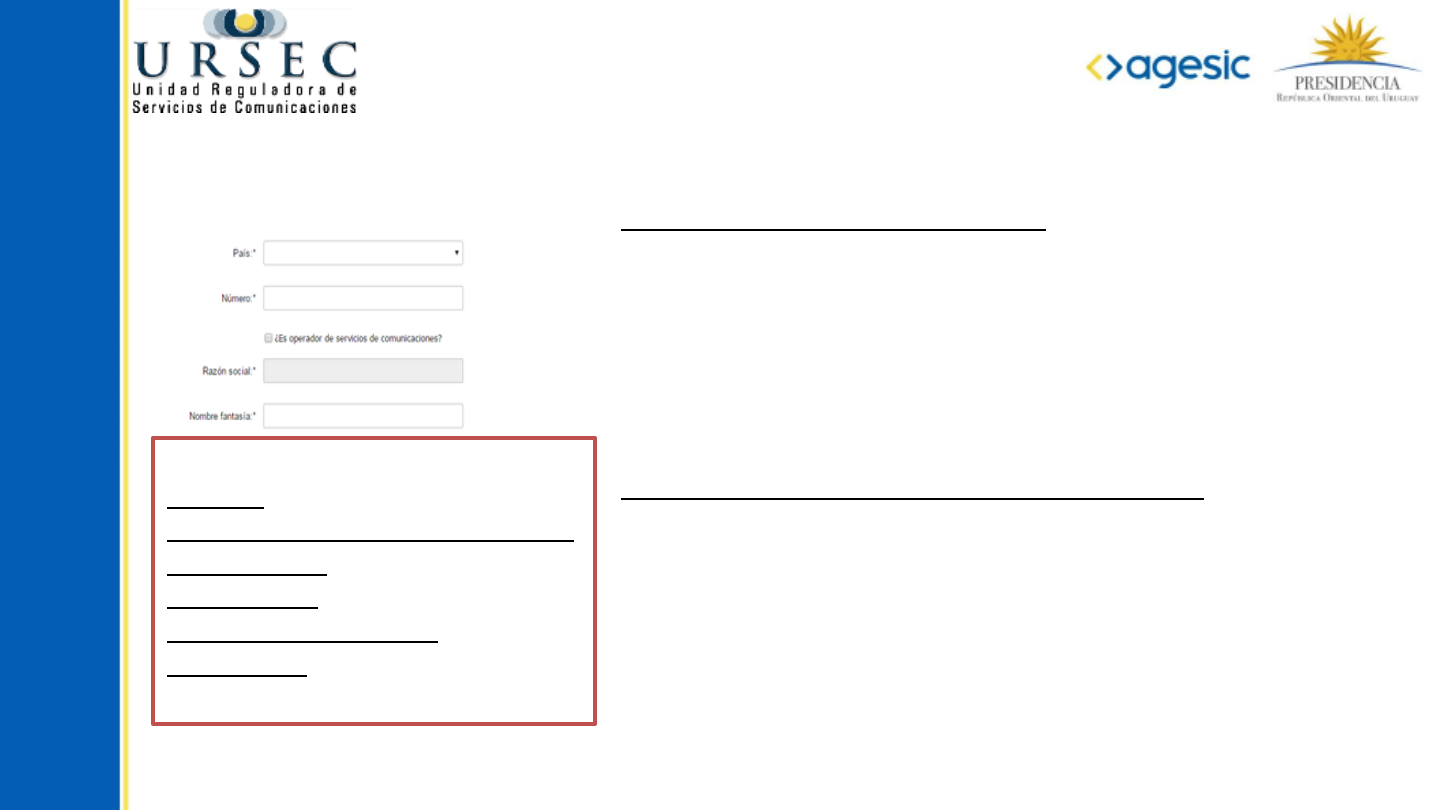 URSEC
Unidad Reguladora de
Servicios de Comunicaciones
<>agesic
PRESIDENCIA
REPÚBLICA ORIENTAL DEL URUGUAY
País:*
Número:*
¿Es operador de servicios de comunicaciones?
Razón social:*
Nombre fantasía:*